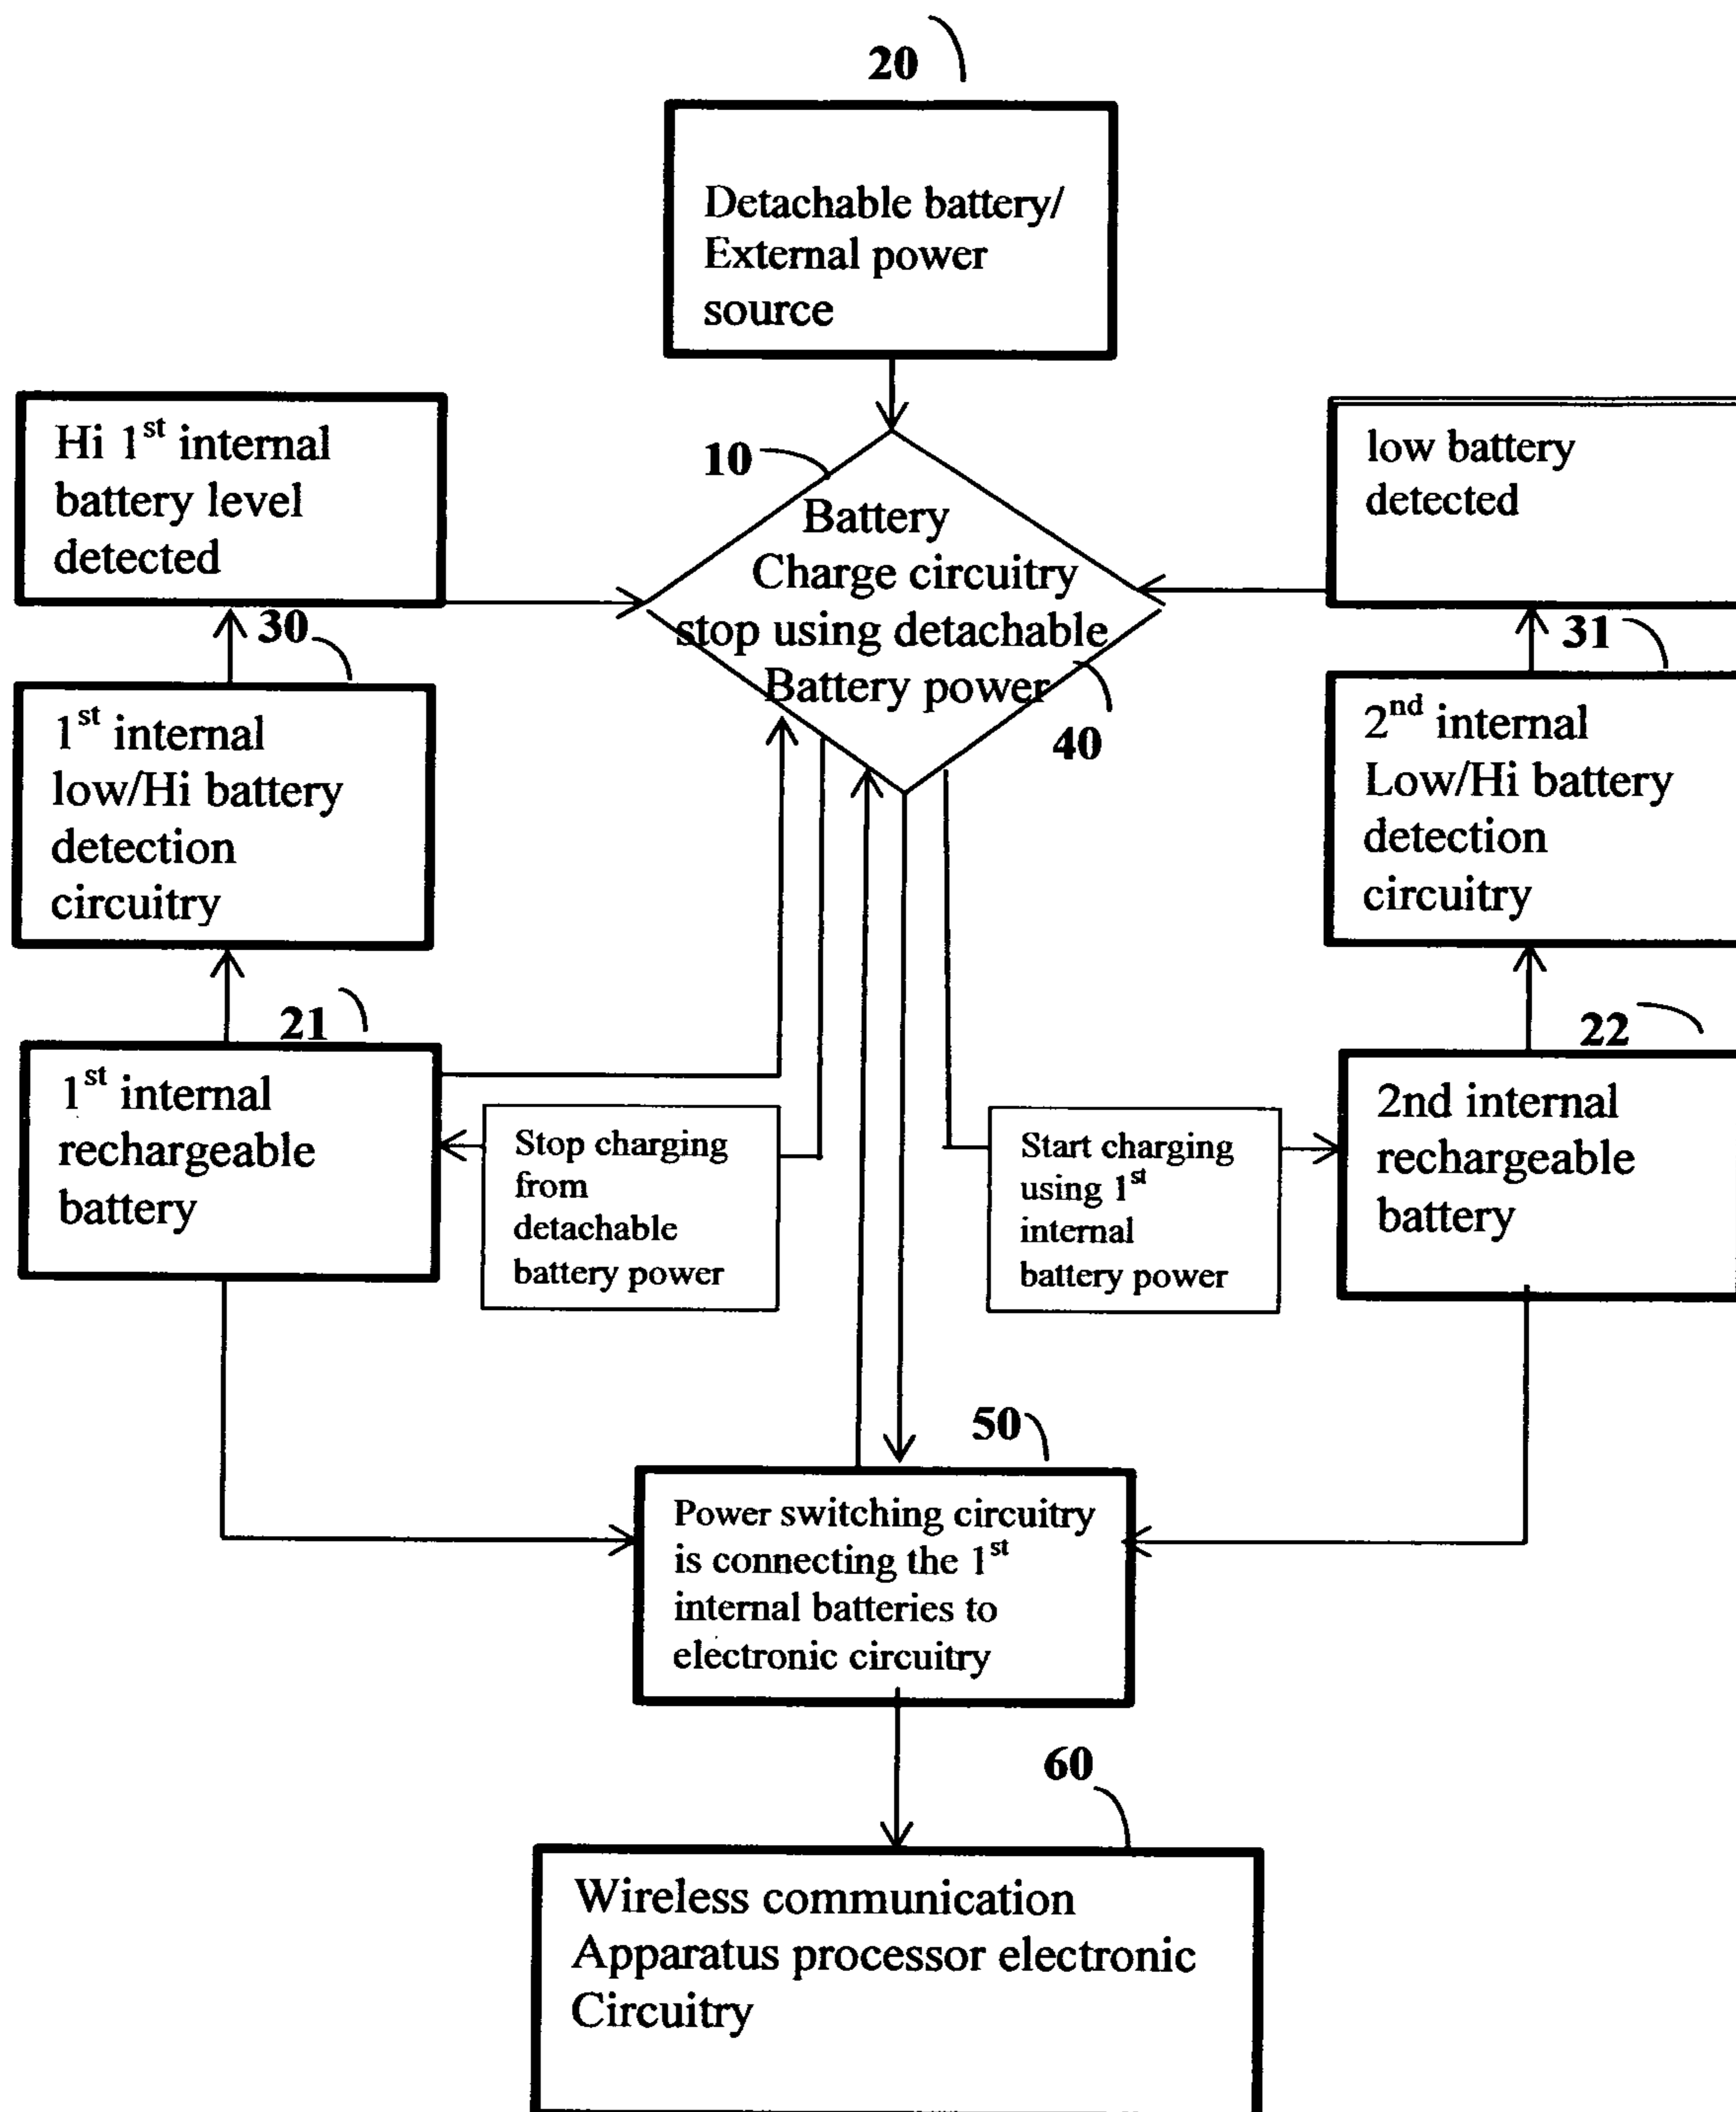 20
Detachable battery/
External power
source
Hi 1st internal
battery level
detected
10
Battery
Charge circuitry
stop using detachable
Battery power
40
low battery
detected
30
1st internal
low/Hi battery
detection
circuitry
31
2nd internal
Low/Hi battery
detection
circuitry
21
1st internal
rechargeable
battery
Stop charging
from
detachable
battery power
Start charging
using 1st
internal
battery power
22
2nd internal
rechargeable
battery
50
Power switching circuitry
is connecting the 1st
internal batteries to
electronic circuitry
60
Wireless communication
Apparatus processor electronic
Circuitry